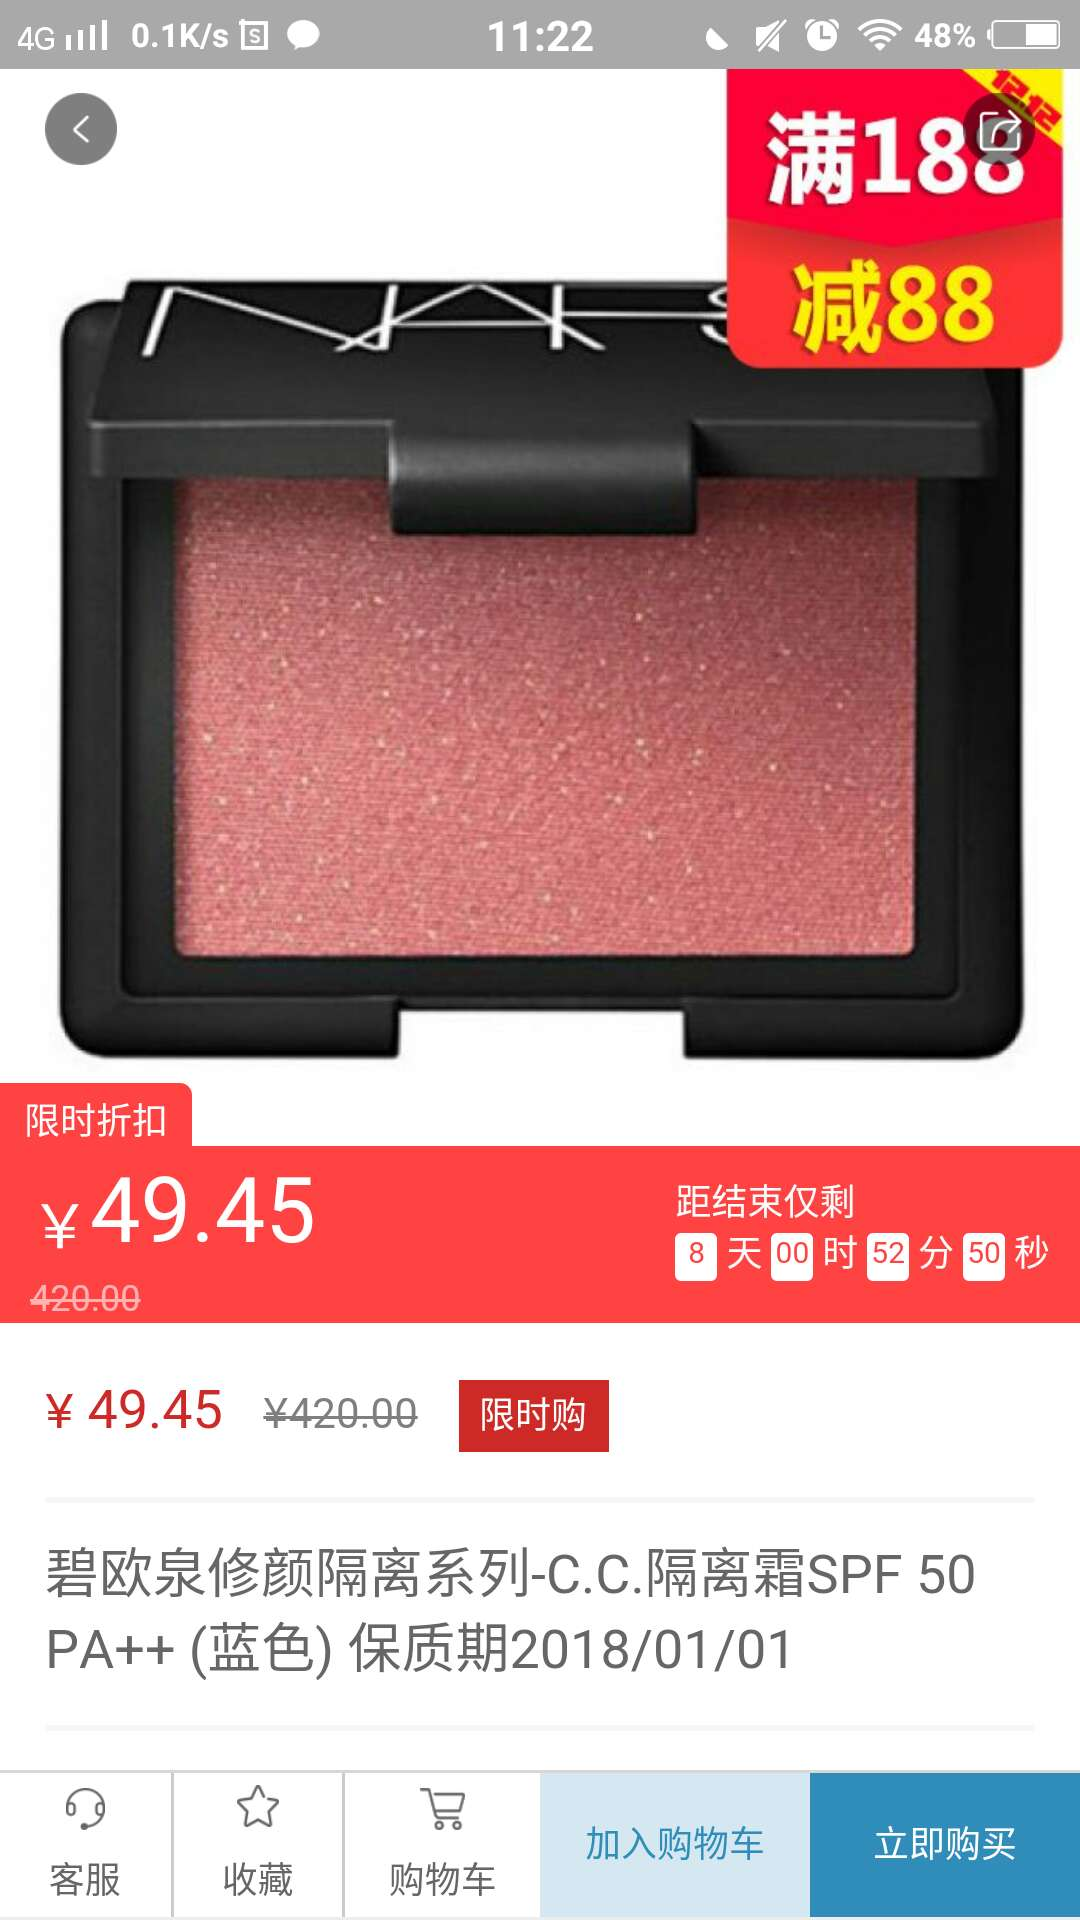 4G 0.1K/s S 11:22 48%
满188
减88
NARS
限时折扣
¥49.45
420.00
距结束仅剩
8 天 00 时 52 分 50 秒
¥ 49.45 ¥420.00 限时购
碧欧泉修颜隔离系列-C.C.隔离霜SPF 50
PA++ (蓝色) 保质期2018/01/01
客服 收藏 购物车 加入购物车 立即购买